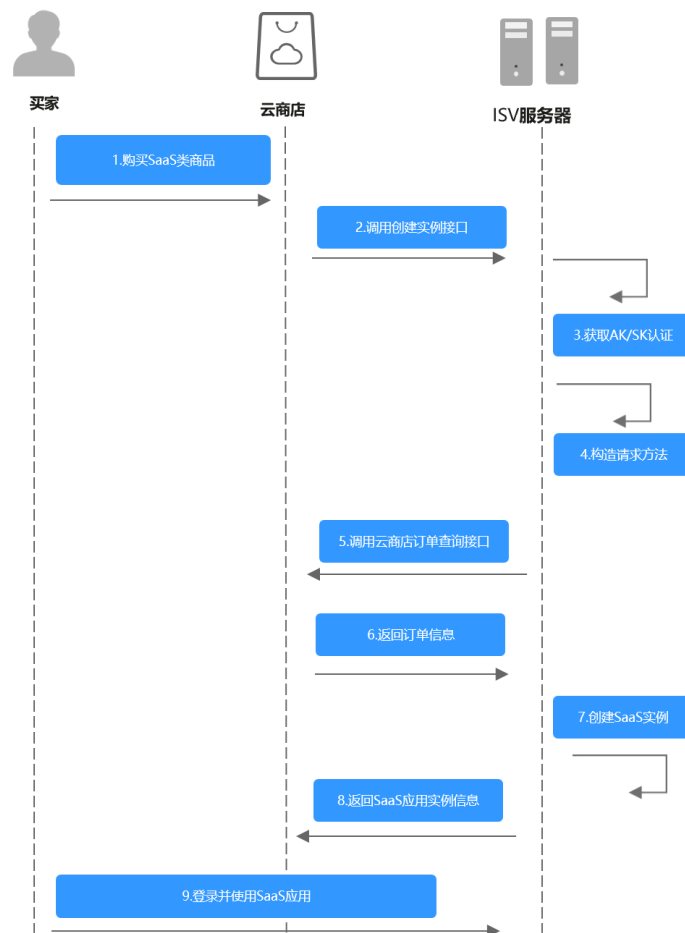 买家
云商店
ISV服务器
1.购买SaaS类商品
2.调用创建实例接口
3.获取AK/SK认证
4.构造请求方法
5.调用云商店订单查询接口
6.返回订单信息
7.创建SaaS实例
8.返回SaaS应用实例信息
9.登录并使用SaaS应用